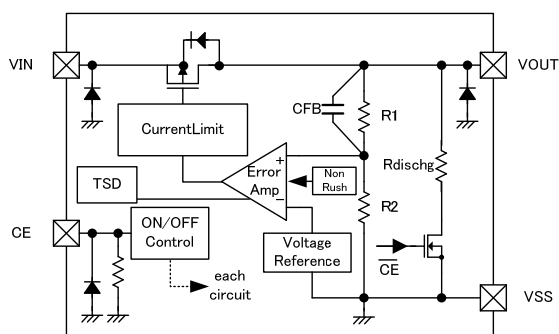 VIN
VOUT
CFB
R1
CurrentLimit
Rdischg
+
Error
Amp
−
Non
Rush
TSD
R2
CE
ON/OFF
Control
Voltage
Reference
CE
each
circuit
VSS